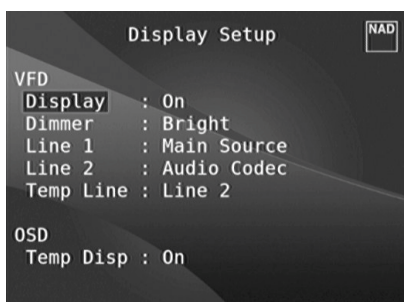 Display Setup
NAD
VFD
Display : On
Dimmer : Bright
Line 1 : Main Source
Line 2 : Audio Codec
Temp Line : Line 2
OSD
Temp Disp : On